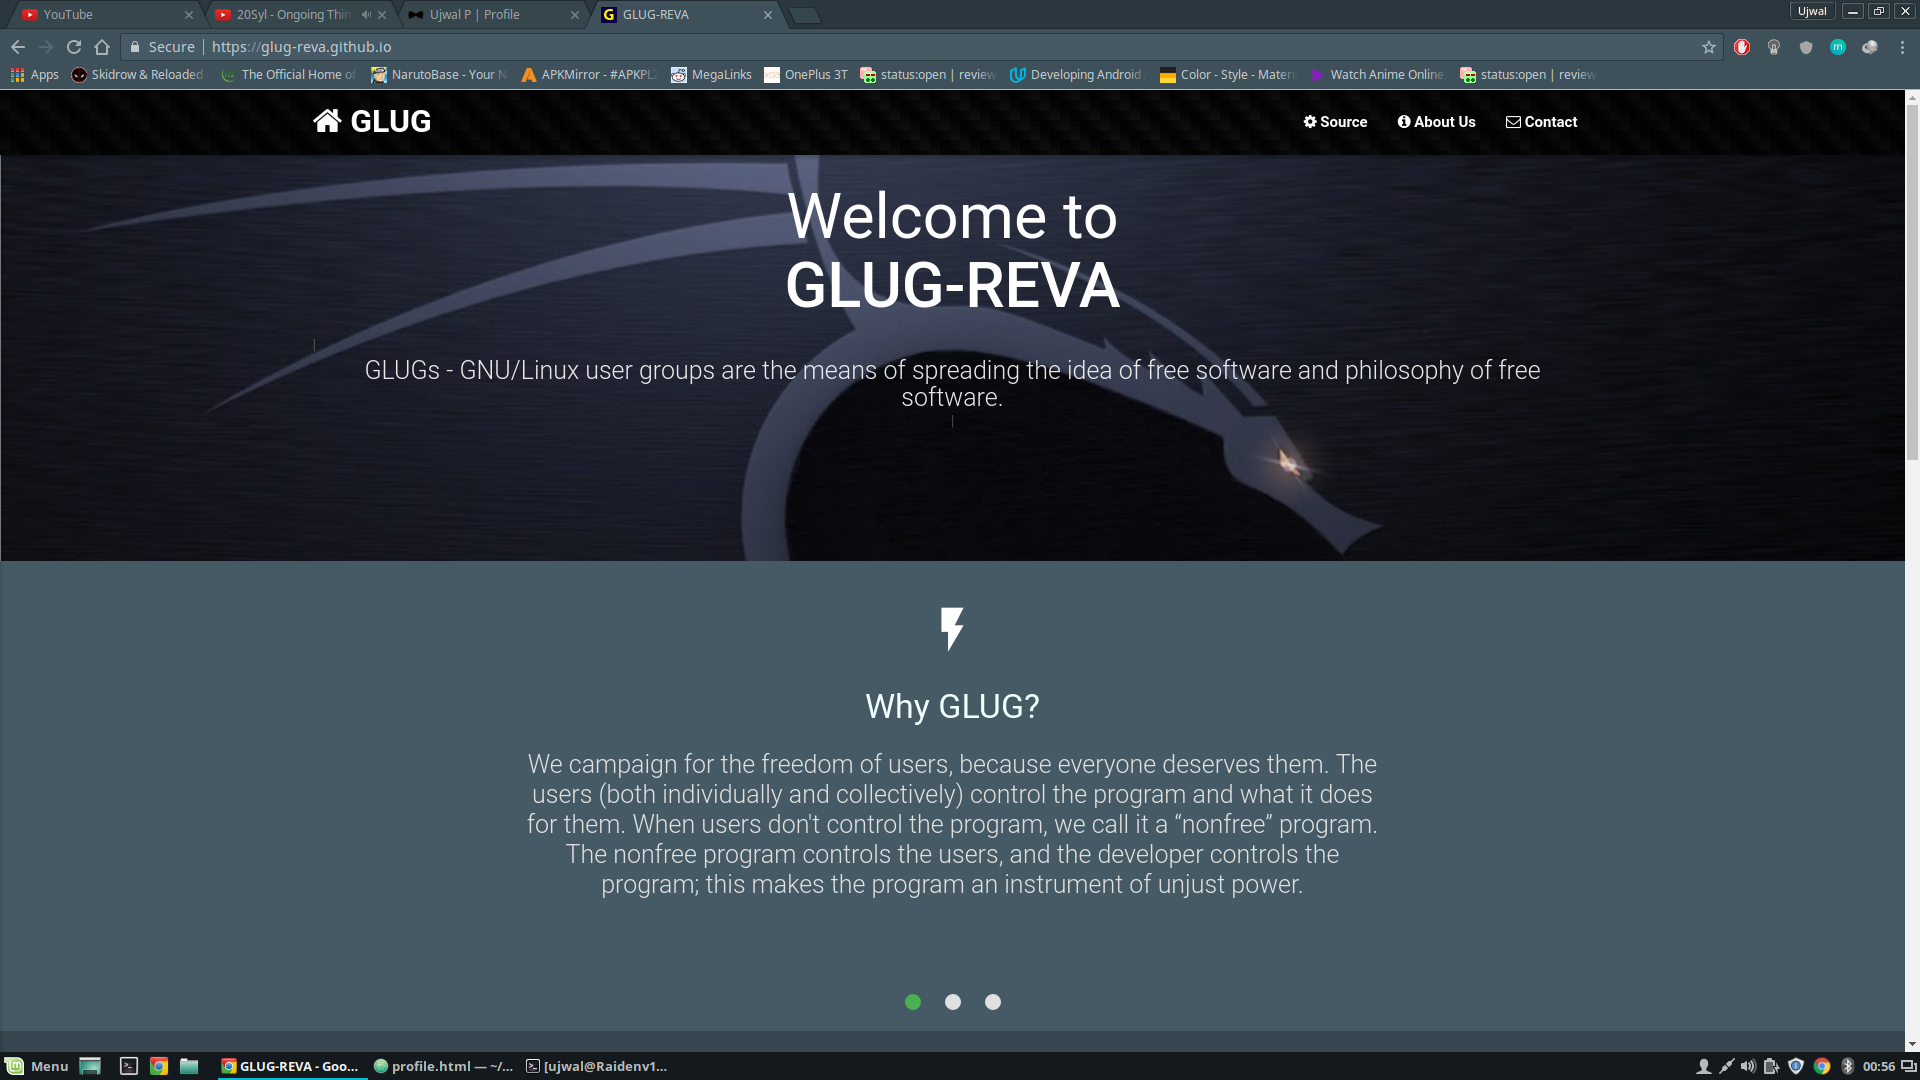 YouTube
20Syl - Ongoing Thin
Ujwal P | Profile
GLUG-REVA
Ujwal
Secure
https://glug-reva.github.io
Apps
Skidrow & Reloaded
The Official Home of
NarutoBase - Your N
APKMirror - #APKPLZ
MegaLinks
OnePlus 3T
status:open | review
Developing Android
Color - Style - Materi
Watch Anime Online,
status:open | review
GLUG
Source
About Us
Contact
Welcome to
GLUG-REVA
GLUGs - GNU/Linux user groups are the means of spreading the idea of free software and philosophy of free
software.
Why GLUG?
We campaign for the freedom of users, because everyone deserves them. The
users (both individually and collectively) control the program and what it does
for them. When users don't control the program, we call it a “nonfree” program.
The nonfree program controls the users, and the developer controls the
program; this makes the program an instrument of unjust power.
Menu
GLUG-REVA - Goo...
profile.html — ~/...
[ujwal@Raidenv1...
00:56